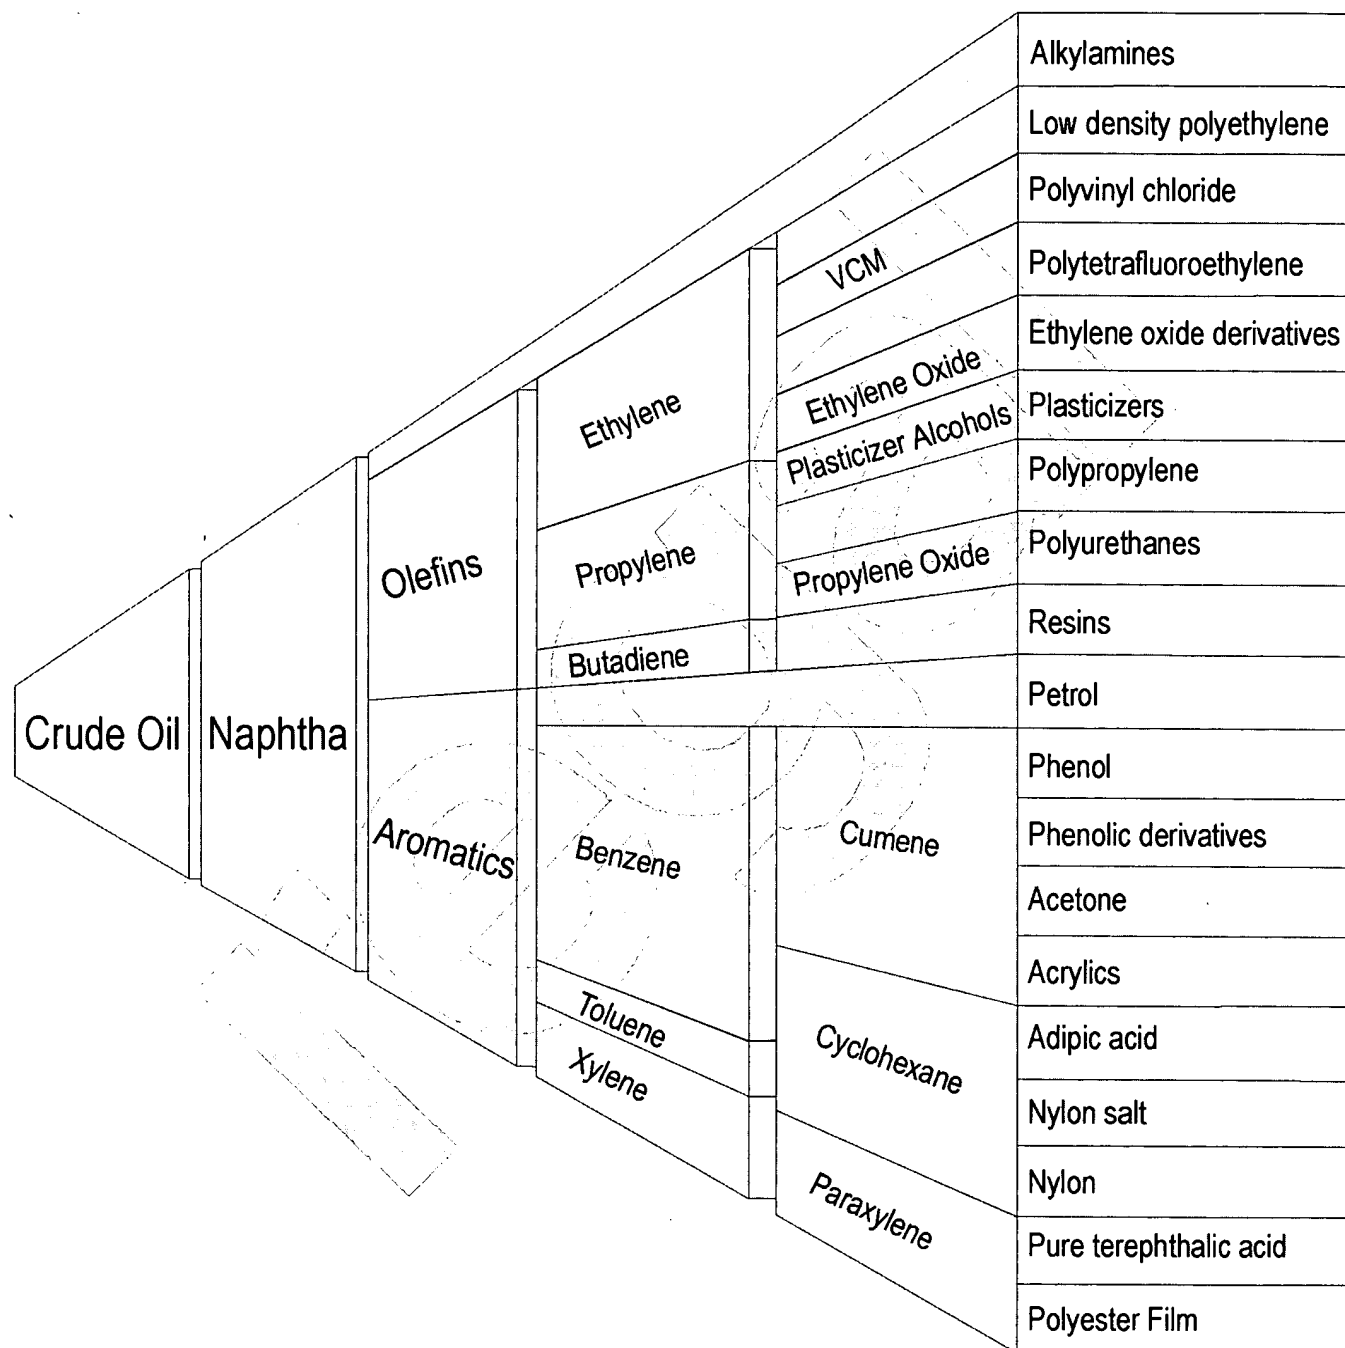 Crude Oil
Naphtha
Olefins
Aromatics
Ethylene
Propylene
Butadiene
Benzene
Toluene
Xylene
VCM
Ethylene Oxide
Plasticizer Alcohols
Propylene Oxide
Cumene
Cyclohexane
Paraxylene
Alkylamines
Low density polyethylene
Polyvinyl chloride
Polytetrafluoroethylene
Ethylene oxide derivatives
Plasticizers
Polypropylene
Polyurethanes
Resins
Petrol
Phenol
Phenolic derivatives
Acetone
Acrylics
Adipic acid
Nylon salt
Nylon
Pure terephthalic acid
Polyester Film